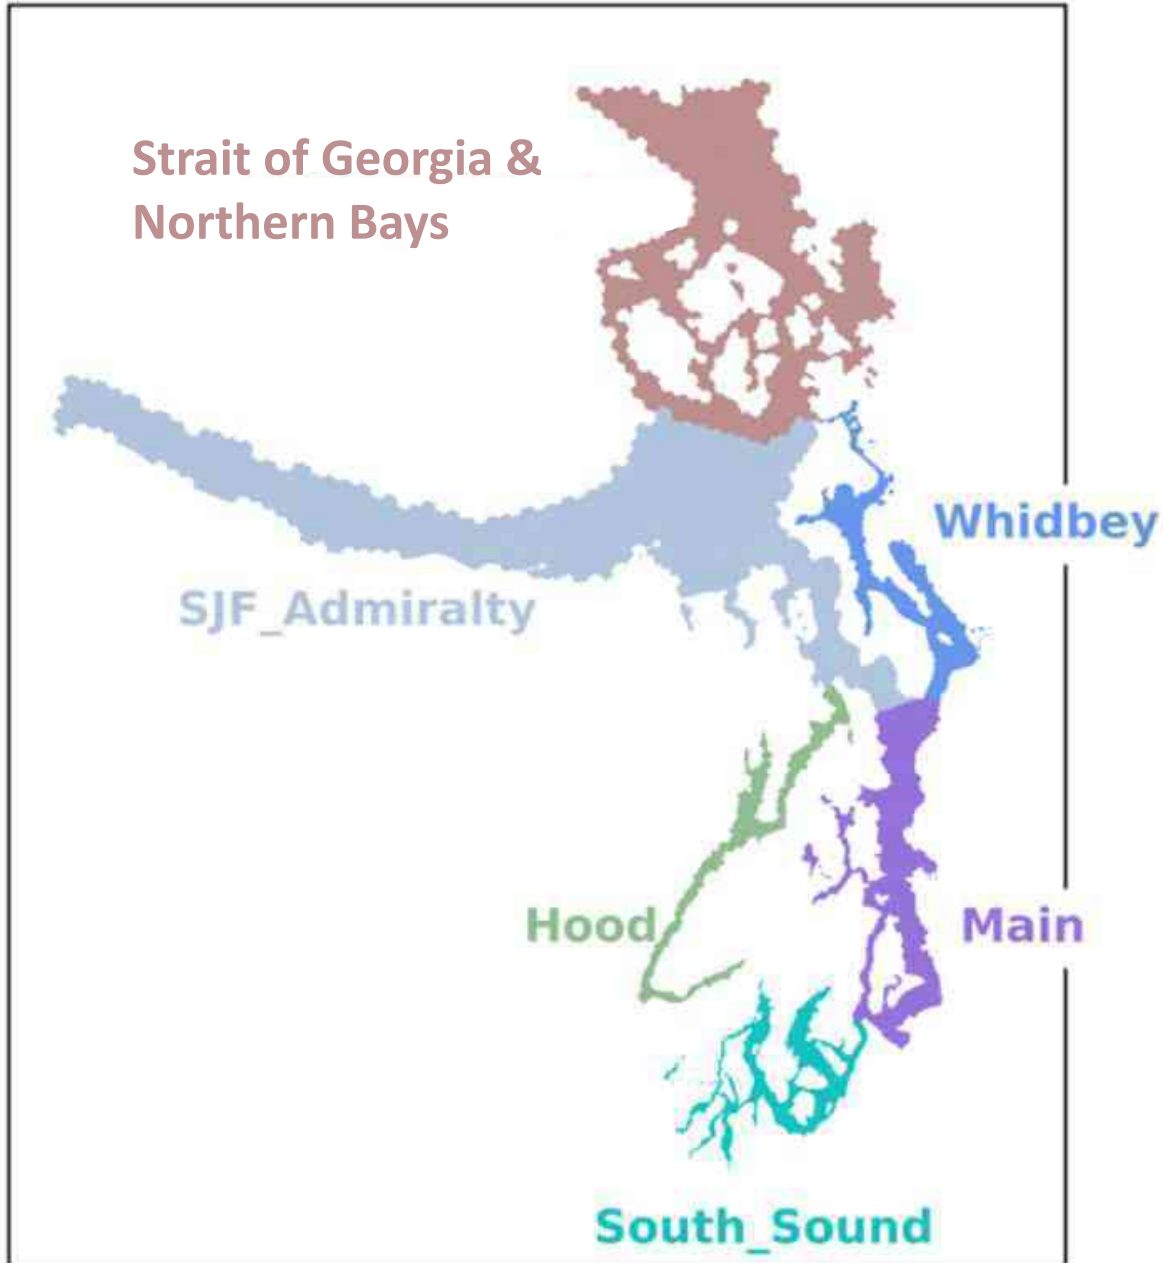 Strait of Georgia &
Northern Bays
Whidbey
SJF_Admiralty
Hood
Main
South_Sound